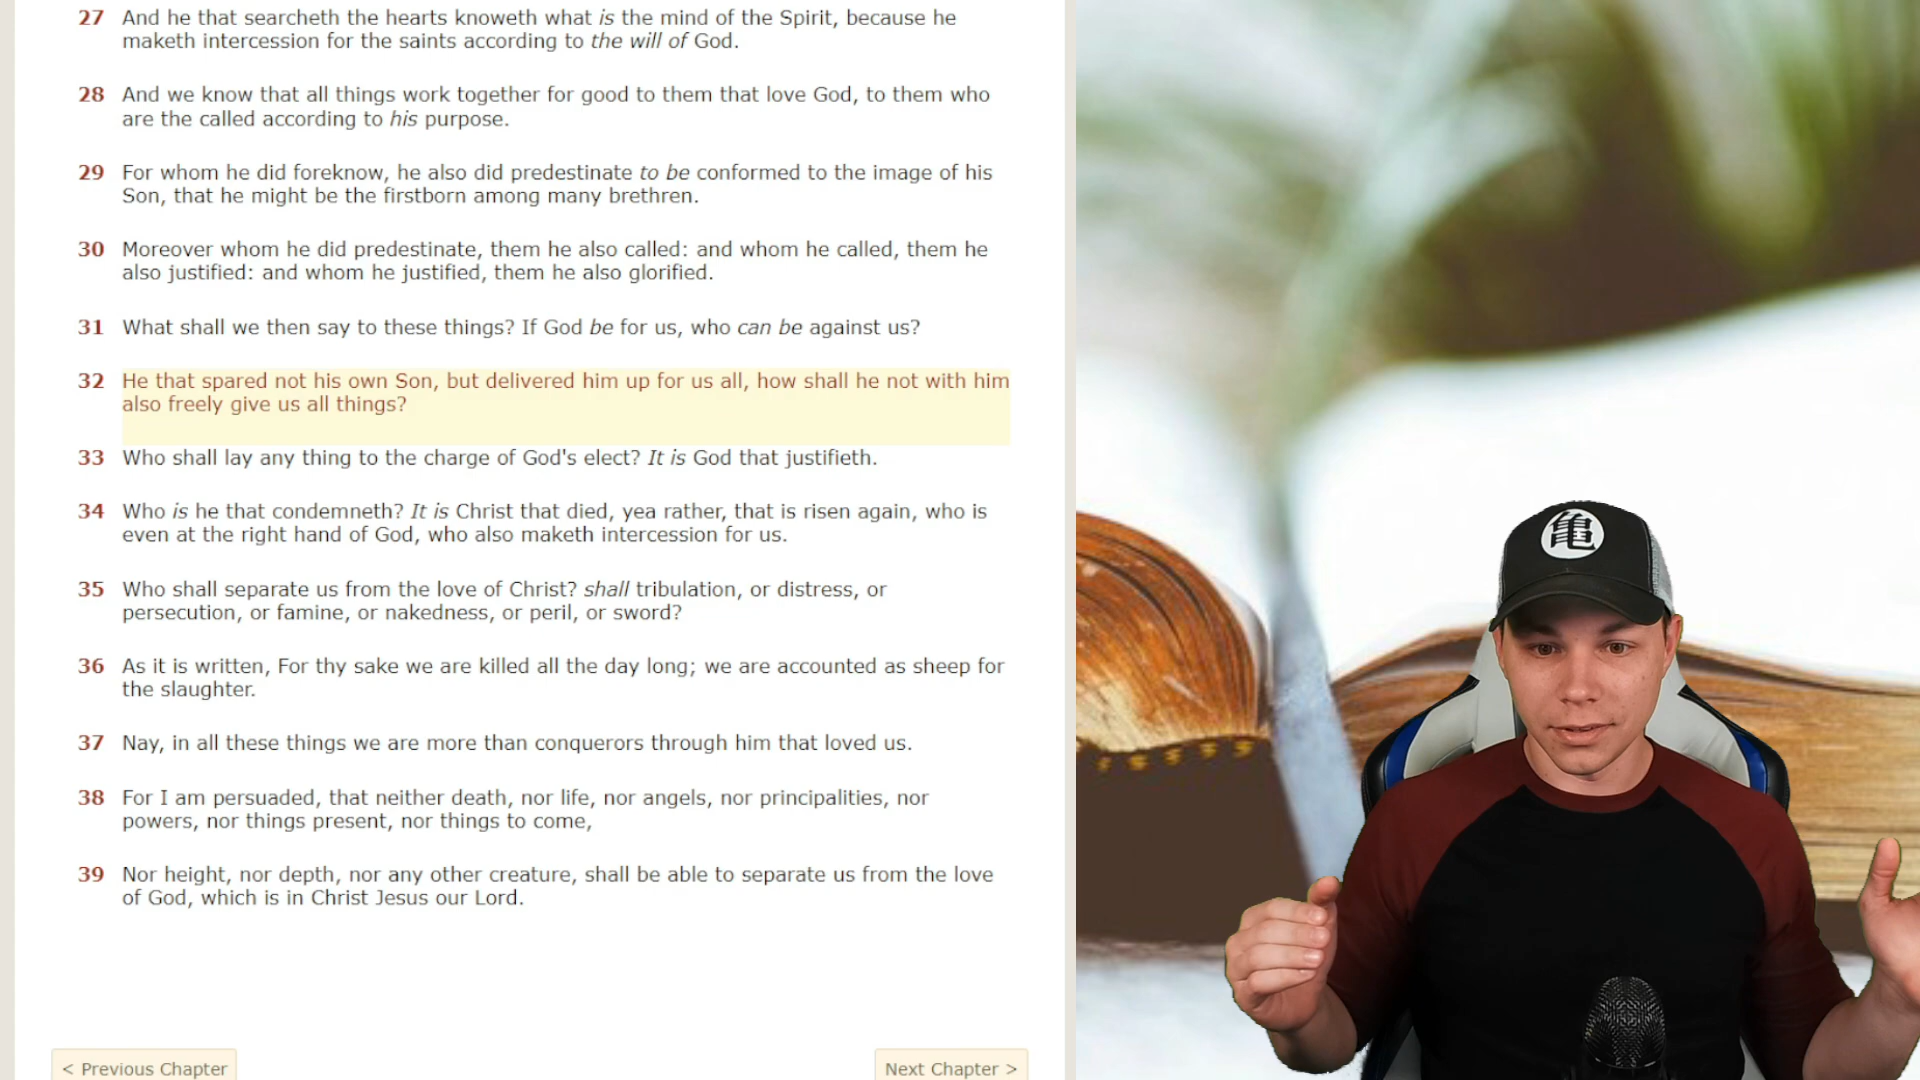 27 And he that searcheth the hearts knoweth what is the mind of the Spirit, because he
maketh intercession for the saints according to the will of God.
28 And we know that all things work together for good to them that love God, to them who
are the called according to his purpose.
29 For whom he did foreknow, he also did predestinate to be conformed to the image of his
Son, that he might be the firstborn among many brethren.
30 Moreover whom he did predestinate, them he also called: and whom he called, them he
also justified: and whom he justified, them he also glorified.
31 What shall we then say to these things? If God be for us, who can be against us?
32 He that spared not his own Son, but delivered him up for us all, how shall he not with him
also freely give us all things?
33 Who shall lay any thing to the charge of God's elect? It is God that justifieth.
34 Who is he that condemneth? It is Christ that died, yea rather, that is risen again, who is
even at the right hand of God, who also maketh intercession for us.
35 Who shall separate us from the love of Christ? shall tribulation, or distress, or
persecution, or famine, or nakedness, or peril, or sword?
36 As it is written, For thy sake we are killed all the day long; we are accounted as sheep for
the slaughter.
37 Nay, in all these things we are more than conquerors through him that loved us.
38 For I am persuaded, that neither death, nor life, nor angels, nor principalities, nor
powers, nor things present, nor things to come,
39 Nor height, nor depth, nor any other creature, shall be able to separate us from the love
of God, which is in Christ Jesus our Lord.
< Previous Chapter
Next Chapter >
亀